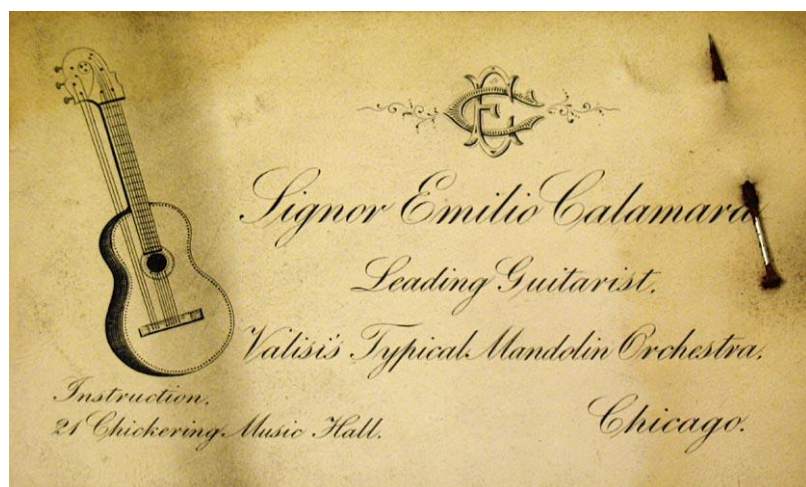 Signor Emilio Calamara
Leading Guitarist.
Valisi's Typical Mandolin Orchestra.
Instruction.
21 Chickering Music Hall.
Chicago.